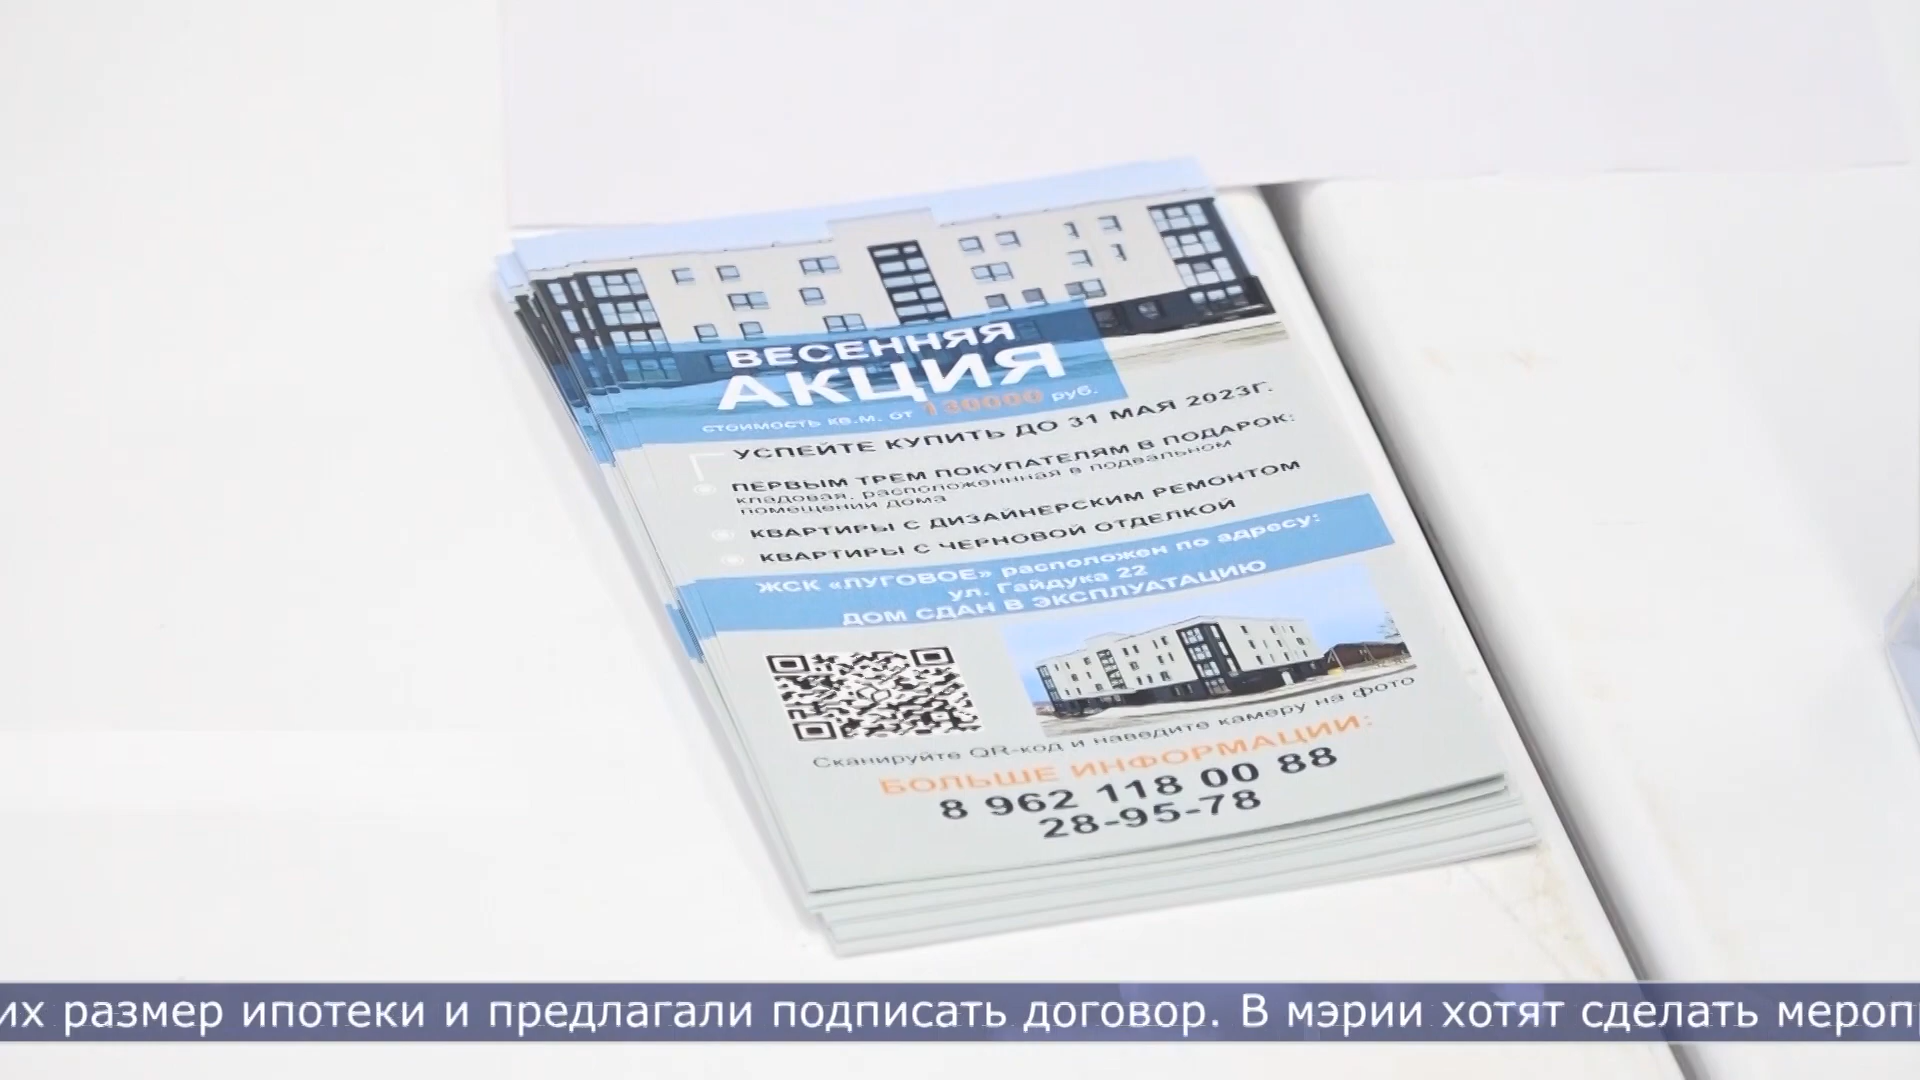 ВЕСЕННЯЯ
АКЦИЯ
стоимость кв.м. от 130000 руб.
УСПЕЙТЕ КУПИТЬ ДО 31 МАЯ 2023Г.
ПЕРВЫМ ТРЕМ ПОКУПАТЕЛЯМ В ПОДАРОК:
кладовая, расположенная в подвальном
помещении дома
КВАРТИРЫ С ДИЗАЙНЕРСКИМ РЕМОНТОМ
КВАРТИРЫ С ЧЕРНОВОЙ ОТДЕЛКОЙ
ЖСК «ЛУГОВОЕ» расположен по адресу:
ул. Гайдука 22
ДОМ СДАН В ЭКСПЛУАТАЦИЮ
Сканируйте QR-код и наведите камеру на фото
БОЛЬШЕ ИНФОРМАЦИИ:
8 962 118 00 88
28-95-78
их размер ипотеки и предлагали подписать договор. В мэрии хотят сделать мероп